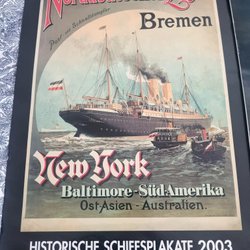 Bremen
New York
Baltimore-Süd-Amerika
Ost-Asien - Australien.
HISTORISCHE SCHIFFSPLAKATE 2003